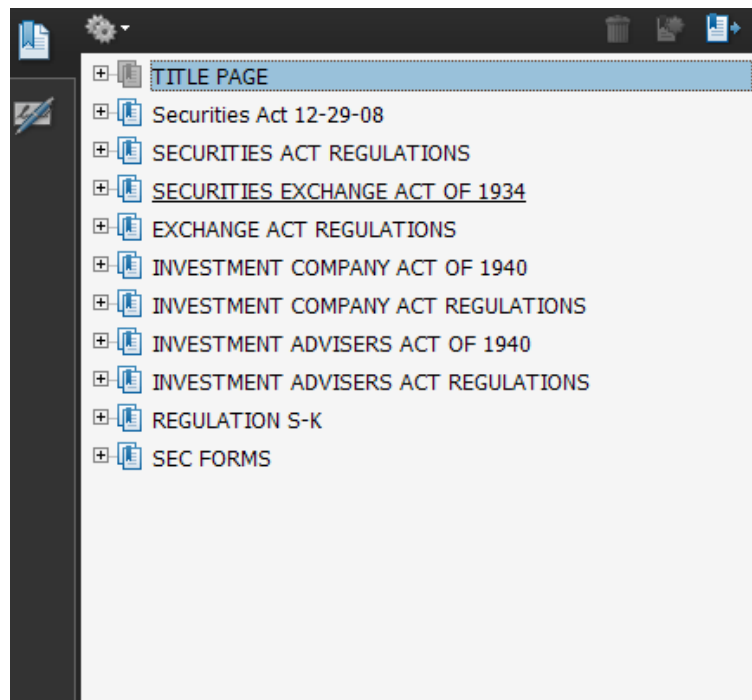 TITLE PAGE
Securities Act 12-29-08
SECURITIES ACT REGULATIONS
SECURITIES EXCHANGE ACT OF 1934
EXCHANGE ACT REGULATIONS
INVESTMENT COMPANY ACT OF 1940
INVESTMENT COMPANY ACT REGULATIONS
INVESTMENT ADVISERS ACT OF 1940
INVESTMENT ADVISERS ACT REGULATIONS
REGULATION S-K
SEC FORMS